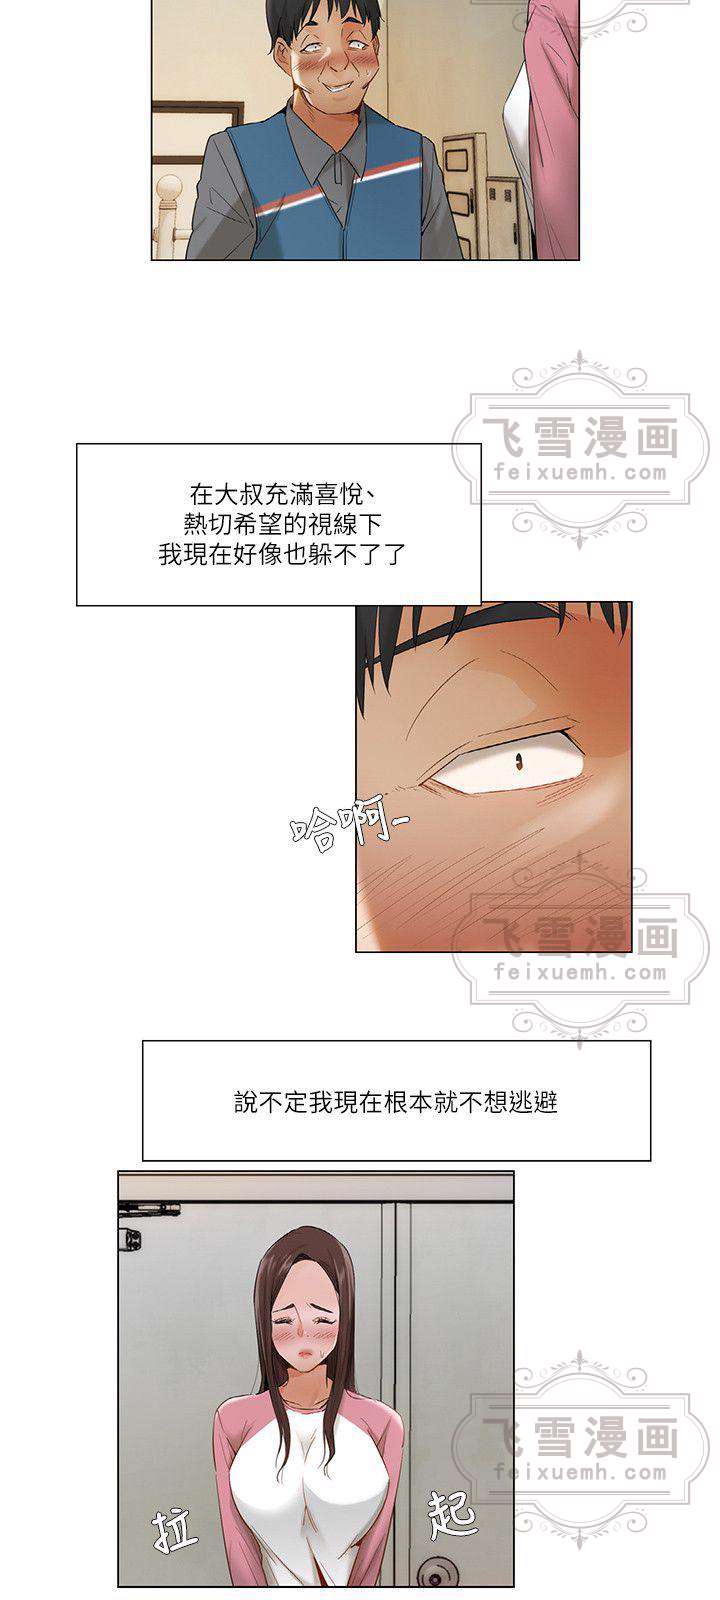 飞雪漫画
feixuemh.com
在大叔充滿喜悅、
熱切希望的視線下
我現在好像也躲不了了
哈啊-
飞雪漫画
feixuemh.com
說不定我現在根本就不想逃避
飞雪漫画
feixuemh.com
拉起